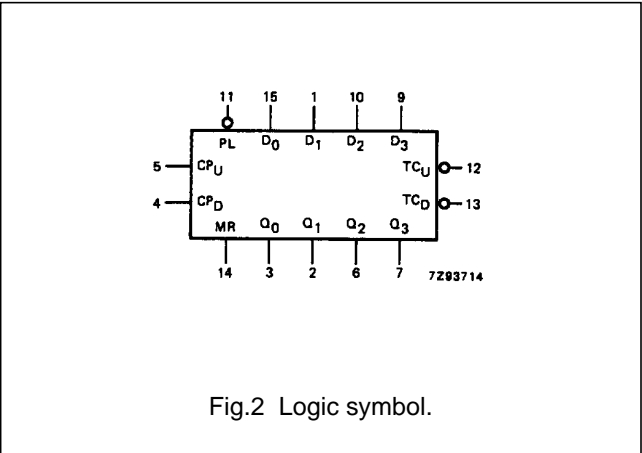 11 15 1 10 9
PL D0 D1 D2 D3
5 CPU TCU 12
4 CPD TCD 13
MR Q0 Q1 Q2 Q3
14 3 2 6 7 7Z93714
Fig.2 Logic symbol.